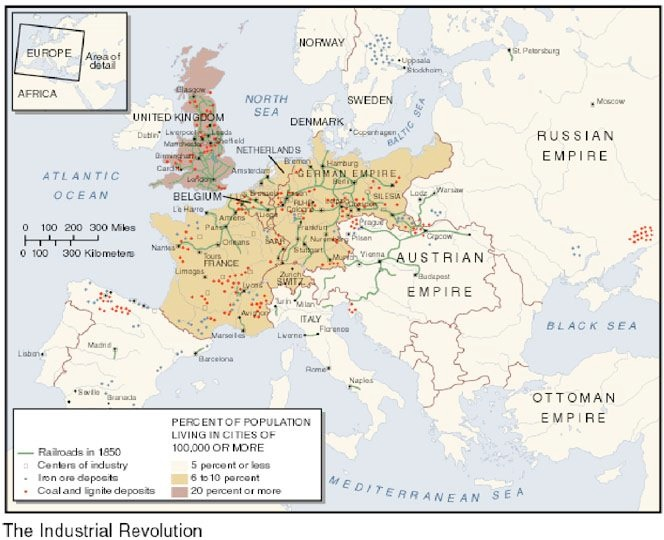 EUROPE
Area of
detail
AFRICA
NORWAY
SWEDEN
Uppsala
Stockholm
St. Petersburg
Moscow
RUSSIAN
EMPIRE
NORTH
SEA
DENMARK
Copenhagen
BALTIC SEA
Glasgow
UNITED KINGDOM
Dublin
Liverpool
Leeds
Manchester
Sheffield
Birmingham
Cardiff
London
NETHERLANDS
Amsterdam
BELGIUM
Liege
ATLANTIC
OCEAN
Bremen
Hamburg
GERMAN EMPIRE
Berlin
Essen
RUHR
Cologne
SILESIA
Frankfurt
Nuremburg
SAAR
Stuttgart
Lodz
Warsaw
Prague
Pilsen
Cracow
Vienna
AUSTRIAN
EMPIRE
Budapest
Le Havre
Amiens
Paris
Orleans
Nantes
Tours
FRANCE
Limoges
Lyons
Avignon
Marseilles
Zurich
SWITZ.
Turin
Milan
ITALY
Livorno
Florence
Rome
Naples
0 100 300 Miles
0 100 300 Kilometers
Lisbon
Madrid
Barcelona
Seville
Granada
BLACK SEA
OTTOMAN
EMPIRE
MEDITERRANEAN SEA
PERCENT OF POPULATION
LIVING IN CITIES OF
100,000 OR MORE
Railroads in 1850
Centers of industry
Iron ore deposits
Coal and lignite deposits
5 percent or less
6 to 10 percent
20 percent or more
The Industrial Revolution